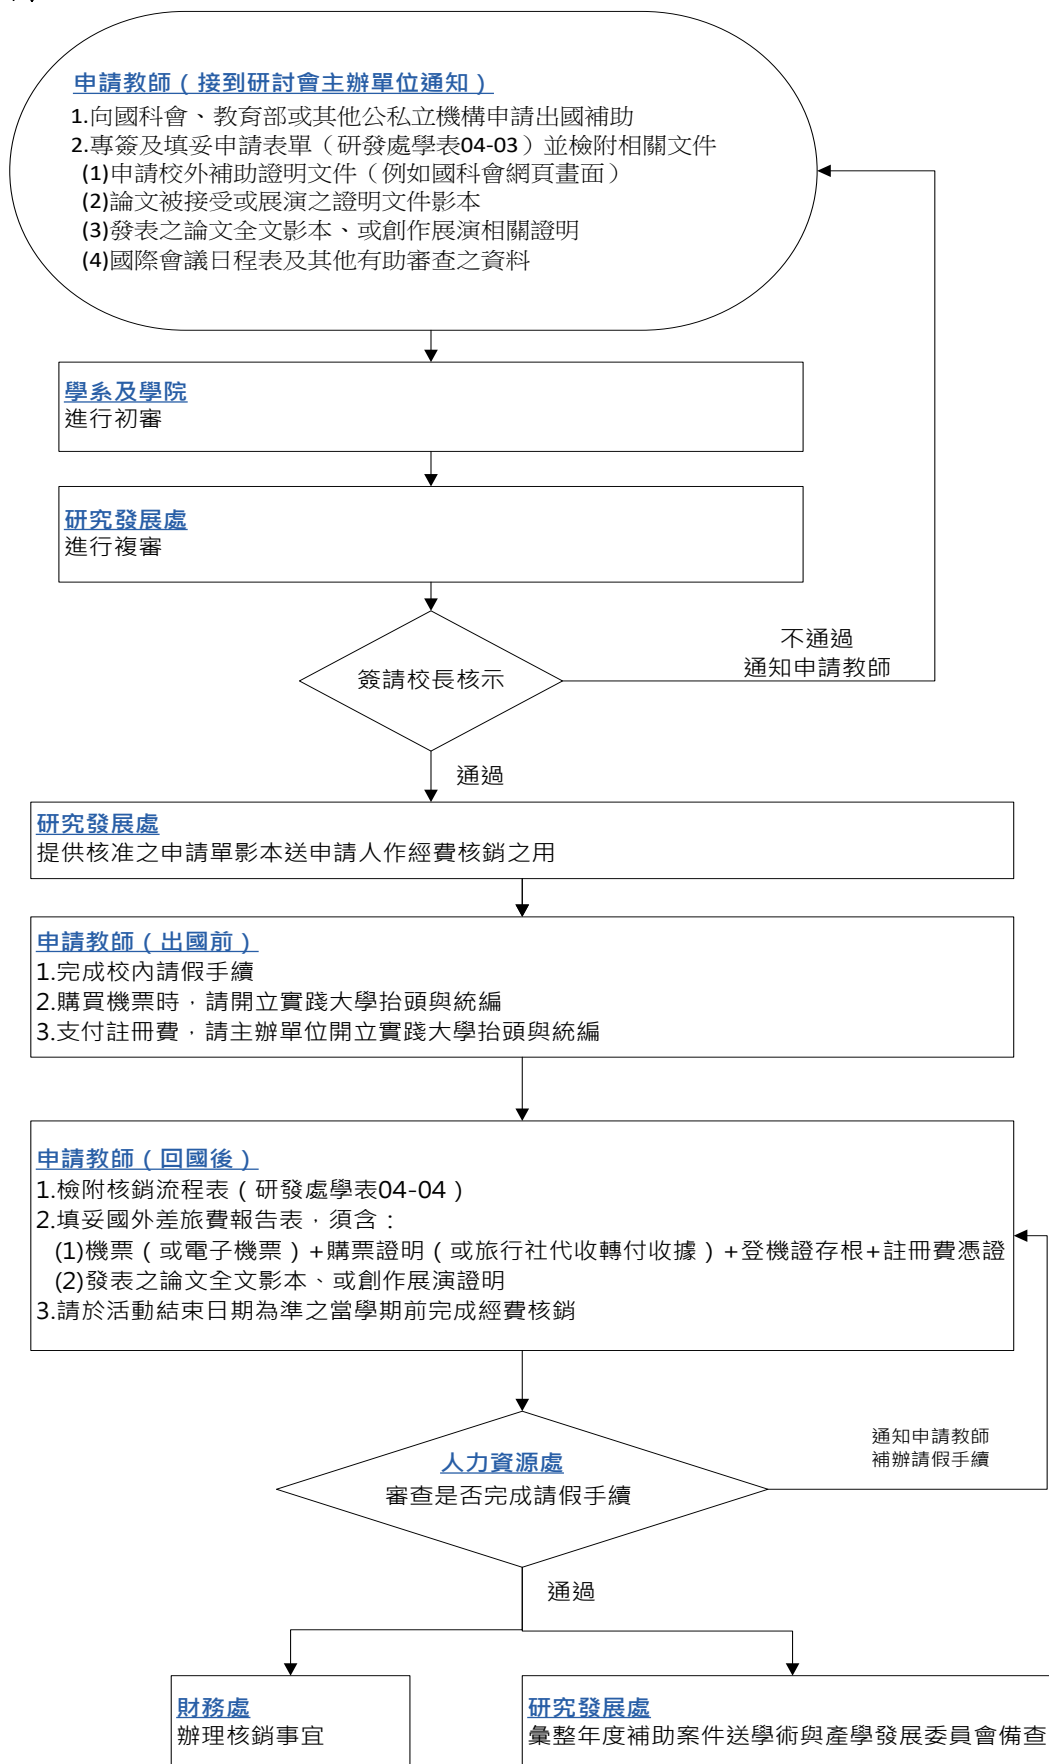 申請教師（接到研討會主辦單位通知）
1.向國科會、教育部或其他公私立機構申請出國補助
2.專簽及填妥申請表單（研發處學表04-03）並檢附相關文件
(1)申請校外補助證明文件（例如國科會網頁畫面）
(2)論文被接受或展演之證明文件影本
(3)發表之論文全文影本、或創作展演相關證明
(4)國際會議日程表及其他有助審查之資料
學系及學院
進行初審
研究發展處
進行複審
簽請校長核示
不通過
通知申請教師
通過
研究發展處
提供核准之申請單影本送申請人作經費核銷之用
申請教師（出國前）
1.完成校內請假手續
2.購買機票時，請開立實踐大學抬頭與統編
3.支付註冊費，請主辦單位開立實踐大學抬頭與統編
申請教師（回國後）
1.檢附核銷流程表（研發處學表04-04）
2.填妥國外差旅費報告表，須含：
(1)機票（或電子機票）+購票證明（或旅行社代收轉付收據）+登機證存根+註冊費憑證
(2)發表之論文全文影本、或創作展演證明
3.請於活動結束日期為準之當學期前完成經費核銷
人力資源處
審查是否完成請假手續
通知申請教師
補辦請假手續
通過
財務處
辦理核銷事宜
研究發展處
彙整年度補助案件送學術與產學發展委員會備查